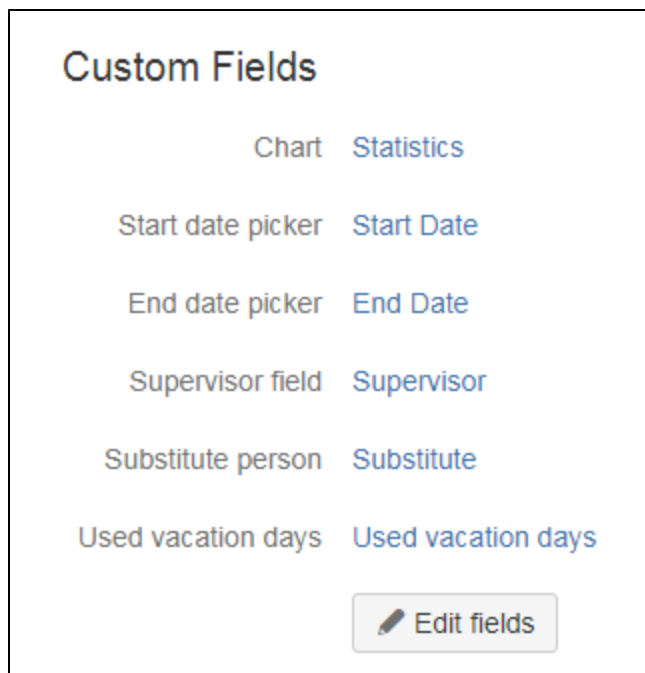 Custom Fields
Chart Statistics
Start date picker Start Date
End date picker End Date
Supervisor field Supervisor
Substitute person Substitute
Used vacation days Used vacation days
Edit fields